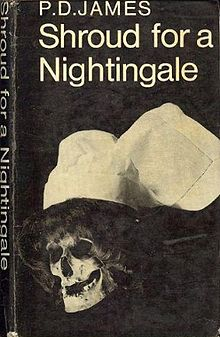 P.D.JAMES
Shroud for a
Nightingale
Shroud for a Nightingale